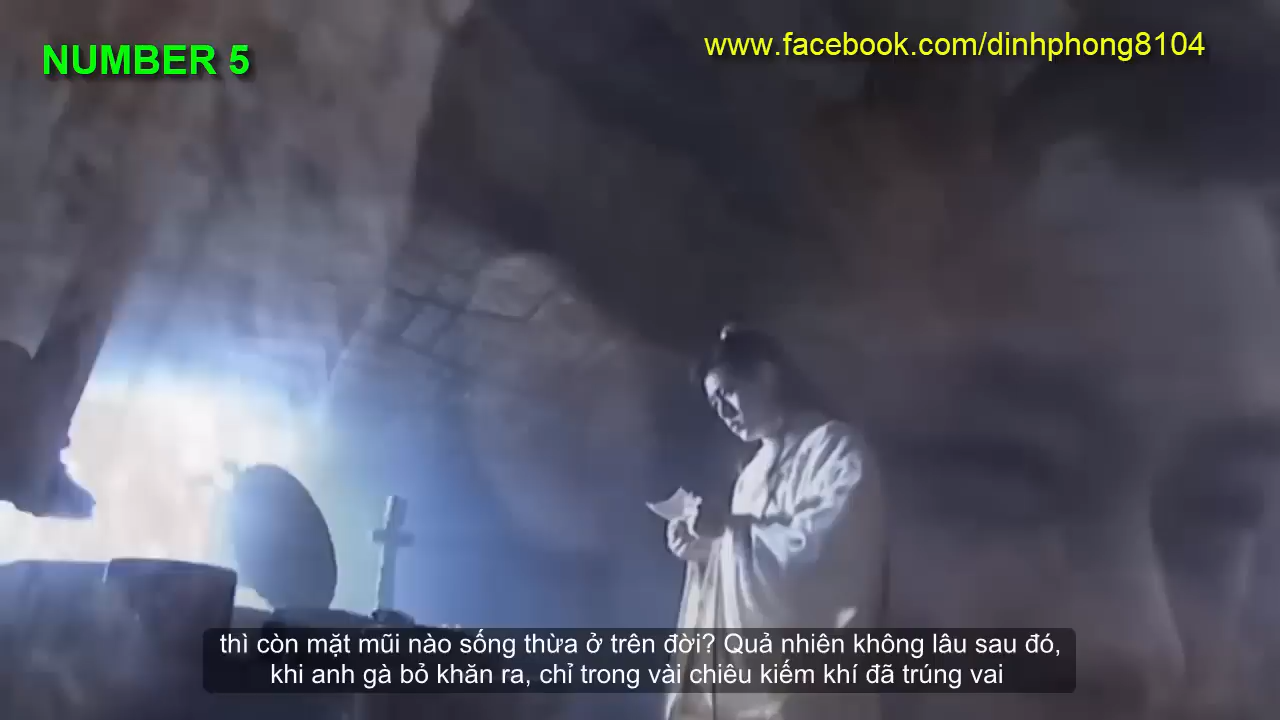 NUMBER 5
www.facebook.com/dinhphong8104
thì còn mặt mũi nào sống thừa ở trên đời? Quả nhiên không lâu sau đó,
khi anh gà bỏ khăn ra, chỉ trong vài chiêu kiếm khí đã trúng vai